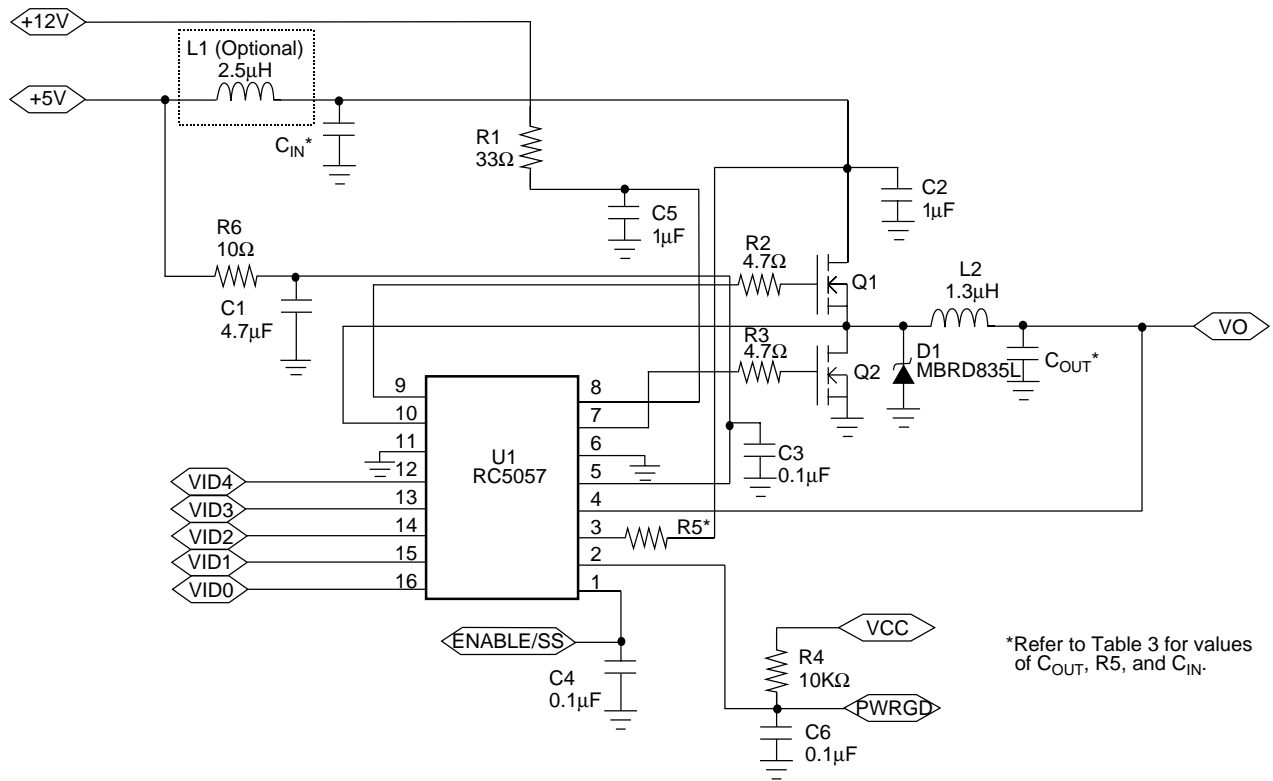 +12V
L1 (Optional)
2.5μH
+5V
CIN*
R1
33Ω
C5
1μF
C2
1μF
R6
10Ω
C1
4.7μF
R2
4.7Ω
Q1
L2
1.3μH
R3
4.7Ω
Q2
D1
MBRD835L
COUT*
VO
9
10
11
12
13
14
15
16
U1
RC5057
8
7
6
5
4
3
2
1
C3
0.1μF
R5*
VID4
VID3
VID2
VID1
VID0
ENABLE/SS
C4
0.1μF
VCC
R4
10KΩ
PWRGD
C6
0.1μF
*Refer to Table 3 for values
of COUT, R5, and CIN.